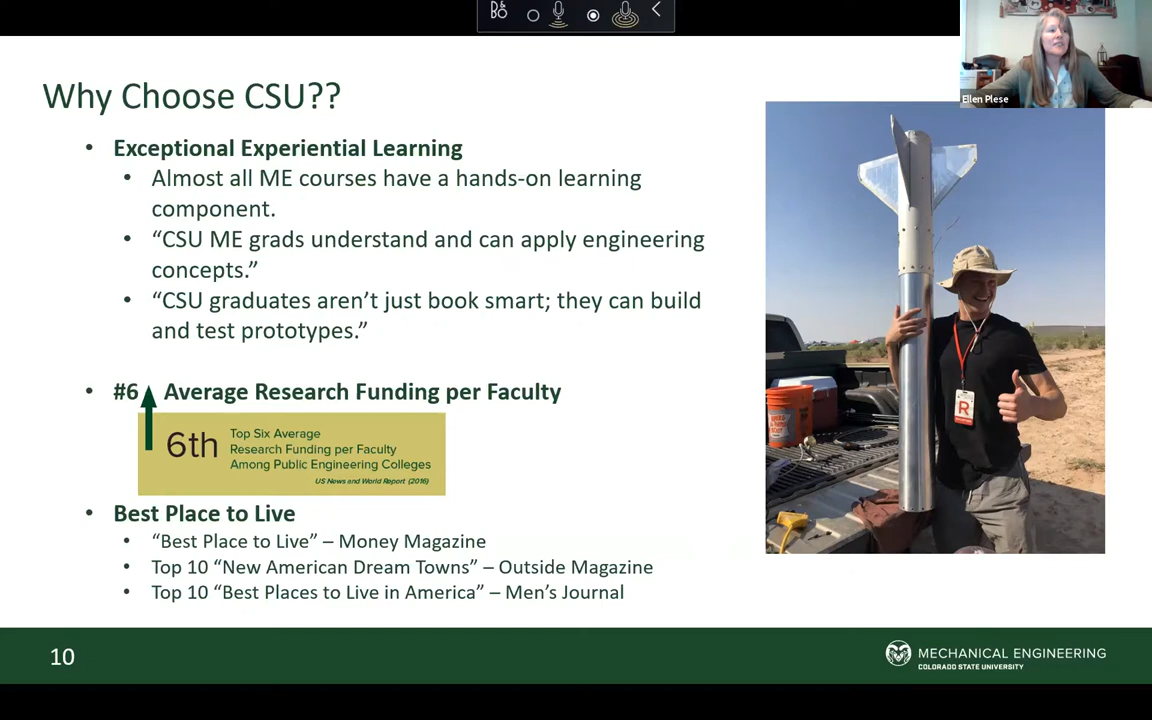 Ellen Plese
Why Choose CSU??
• Exceptional Experiential Learning
• Almost all ME courses have a hands-on learning
component.
• “CSU ME grads understand and can apply engineering
concepts.”
• “CSU graduates aren’t just book smart; they can build
and test prototypes.”
• #6 Average Research Funding per Faculty
6th
Top Six Average
Research Funding per Faculty
Among Public Engineering Colleges
US News and World Report (2016)
• Best Place to Live
• “Best Place to Live” – Money Magazine
• Top 10 “New American Dream Towns” – Outside Magazine
• Top 10 “Best Places to Live in America” – Men’s Journal
R
10
MECHANICAL ENGINEERING
COLORADO STATE UNIVERSITY